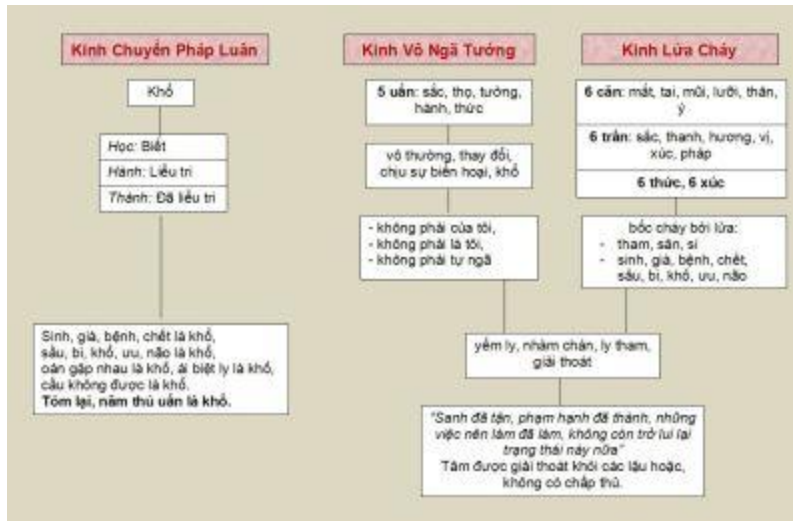 Kinh Chuyển Pháp Luân
Khổ
Học: Biết
Hành: Liễu tri
Thành: Đã liễu tri
Sinh, già, bệnh, chết là khổ,
sầu, bi, khổ, ưu, não là khổ,
oán gặp nhau là khổ, ái biệt ly là khổ,
cầu không được là khổ.
Tóm lại, năm thủ uẩn là khổ.
Kinh Vô Ngã Tướng
5 uẩn: sắc, thọ, tưởng,
hành, thức
vô thường, thay đổi,
chịu sự biến hoại, khổ
- không phải của tôi,
- không phải là tôi,
- không phải tự ngã
Kinh Lửa Cháy
6 căn: mắt, tai, mũi, lưỡi, thân,
ý
6 trần: sắc, thanh, hương, vị,
xúc, pháp
6 thức, 6 xúc
bốc cháy bởi lửa:
- tham, sân, si
- sinh, già, bệnh, chết,
sầu, bi, khổ, ưu, não
yểm ly, nhàm chán, ly tham,
giải thoát
"Sanh đã tận, phạm hạnh đã thành, những
việc nên làm đã làm, không còn trở lui lại
trạng thái này nữa"
Tâm được giải thoát khỏi các lậu hoặc,
không có chấp thủ.